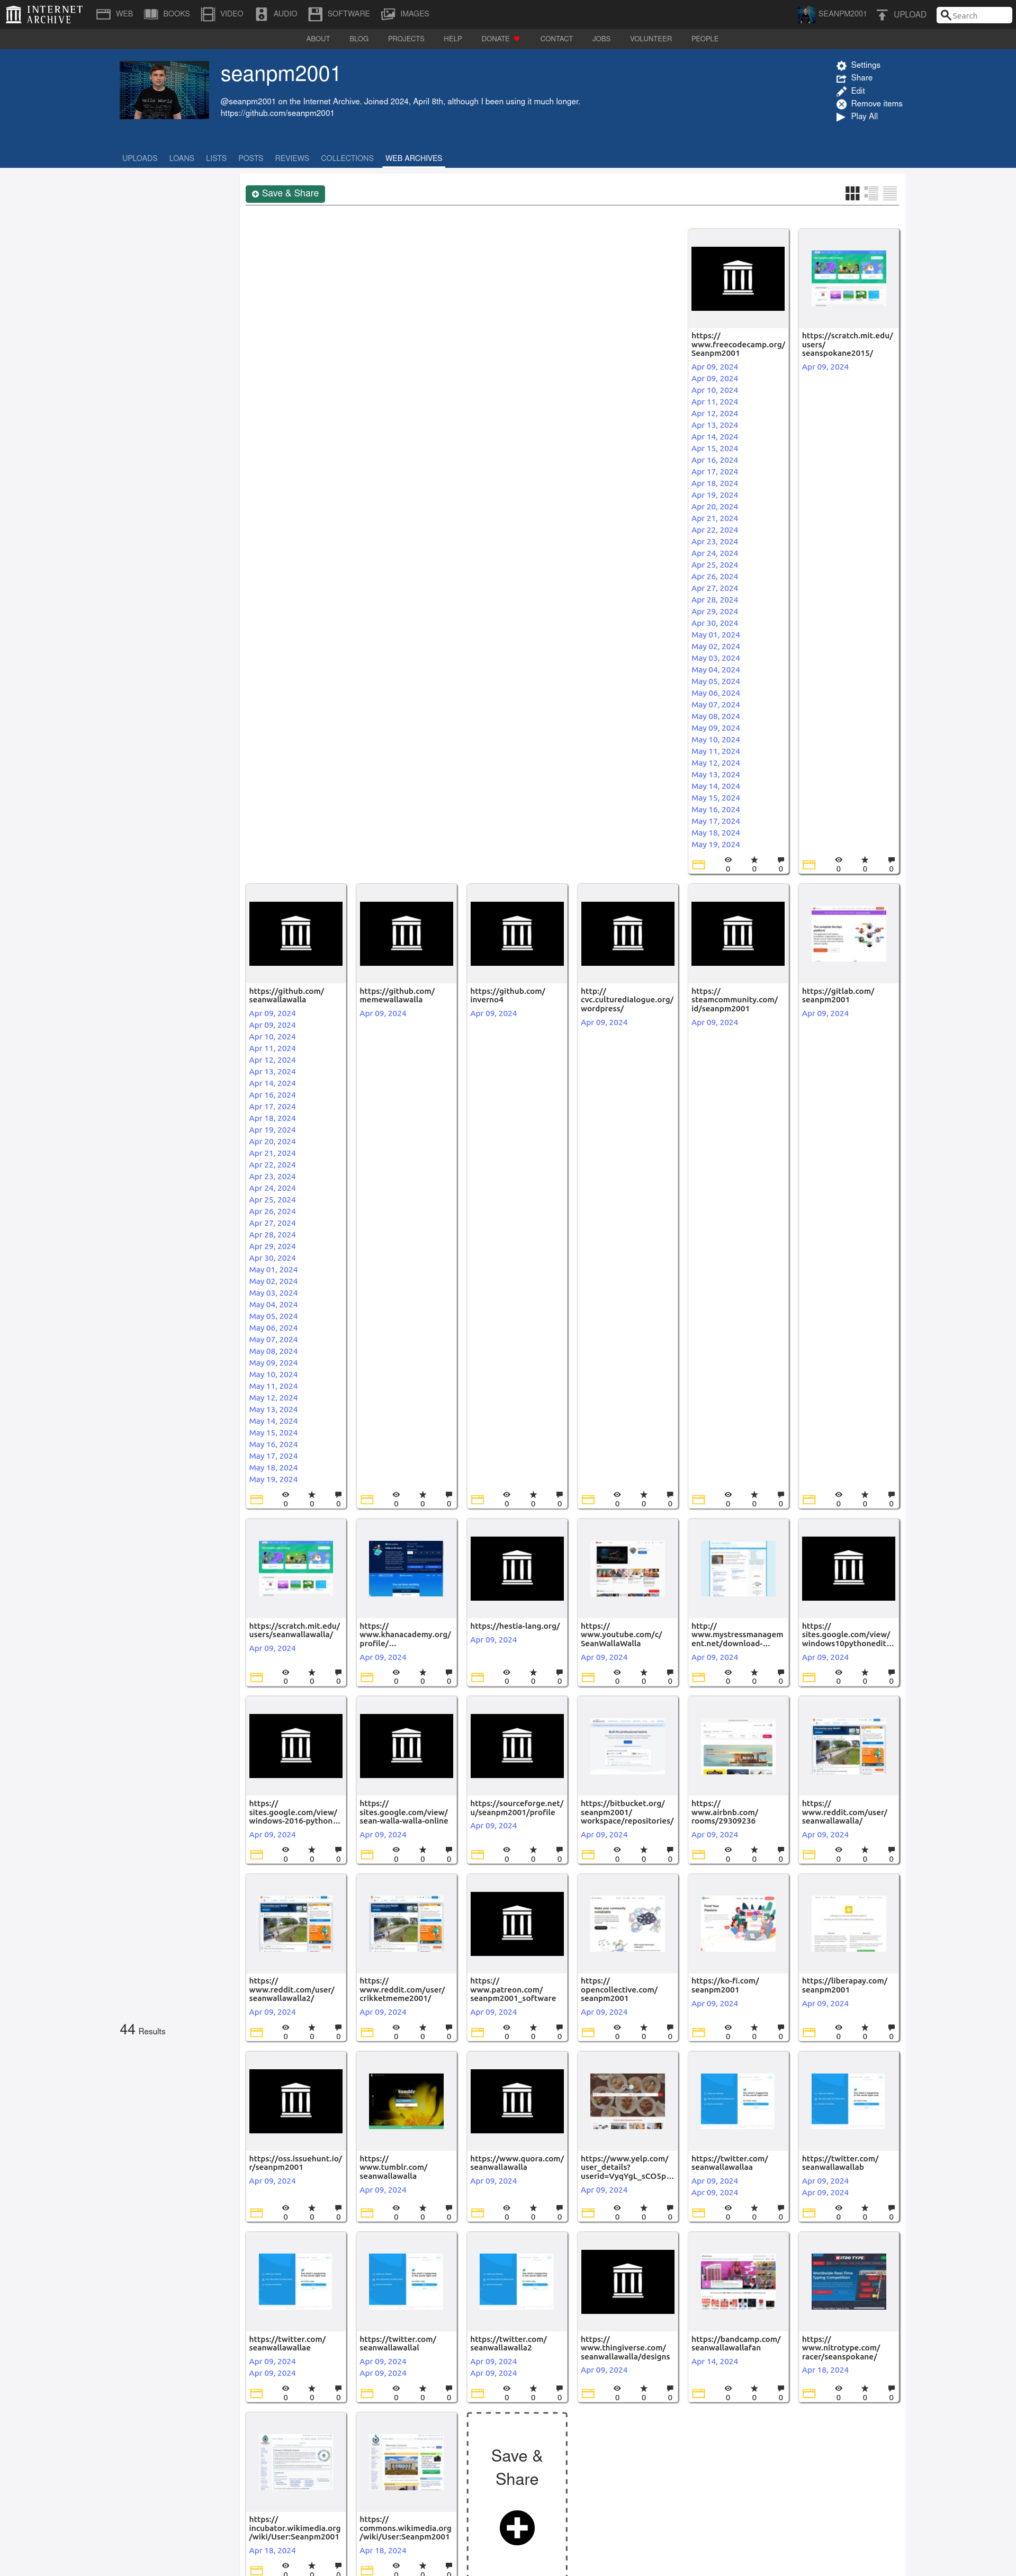 INTERNET ARCHIVE
WEB BOOKS VIDEO AUDIO SOFTWARE IMAGES SEANPM2001 UPLOAD Search
ABOUT BLOG PROJECTS HELP DONATE CONTACT JOBS VOLUNTEER PEOPLE
seanpm2001
@seanpm2001 on the Internet Archive. Joined 2024, April 8th, although I been using it much longer.
https://github.com/seanpm2001
Settings
Share
Edit
Remove items
Play All
UPLOADS LOANS LISTS POSTS REVIEWS COLLECTIONS WEB ARCHIVES
Save & Share
44 Results
https://
www.freecodecamp.org/
Seanpm2001
Apr 09, 2024
Apr 09, 2024
Apr 10, 2024
Apr 11, 2024
Apr 12, 2024
Apr 13, 2024
Apr 14, 2024
Apr 15, 2024
Apr 16, 2024
Apr 17, 2024
Apr 18, 2024
Apr 19, 2024
Apr 20, 2024
Apr 21, 2024
Apr 22, 2024
Apr 23, 2024
Apr 24, 2024
Apr 25, 2024
Apr 26, 2024
Apr 27, 2024
Apr 28, 2024
Apr 29, 2024
Apr 30, 2024
May 01, 2024
May 02, 2024
May 03, 2024
May 04, 2024
May 05, 2024
May 06, 2024
May 07, 2024
May 08, 2024
May 09, 2024
May 10, 2024
May 11, 2024
May 12, 2024
May 13, 2024
May 14, 2024
May 15, 2024
May 16, 2024
May 17, 2024
May 18, 2024
May 19, 2024
0 0 0
https://scratch.mit.edu/
users/
seanspokane2015/
Apr 09, 2024
0 0 0
https://github.com/
seanwallawalla
Apr 09, 2024
Apr 09, 2024
Apr 10, 2024
Apr 11, 2024
Apr 12, 2024
Apr 13, 2024
Apr 14, 2024
Apr 16, 2024
Apr 17, 2024
Apr 18, 2024
Apr 19, 2024
Apr 20, 2024
Apr 21, 2024
Apr 22, 2024
Apr 23, 2024
Apr 24, 2024
Apr 25, 2024
Apr 26, 2024
Apr 27, 2024
Apr 28, 2024
Apr 29, 2024
Apr 30, 2024
May 01, 2024
May 02, 2024
May 03, 2024
May 04, 2024
May 05, 2024
May 06, 2024
May 07, 2024
May 08, 2024
May 09, 2024
May 10, 2024
May 11, 2024
May 12, 2024
May 13, 2024
May 14, 2024
May 15, 2024
May 16, 2024
May 17, 2024
May 18, 2024
May 19, 2024
0 0 0
https://github.com/
memewallawalla
Apr 09, 2024
0 0 0
https://github.com/
inverno4
Apr 09, 2024
0 0 0
http://
cvc.culturedialogue.org/
wordpress/
Apr 09, 2024
0 0 0
https://
steamcommunity.com/
id/seanpm2001
Apr 09, 2024
0 0 0
https://gitlab.com/
seanpm2001
Apr 09, 2024
0 0 0
https://scratch.mit.edu/
users/seanwallawalla/
Apr 09, 2024
0 0 0
https://
www.khanacademy.org/
profile/...
Apr 09, 2024
0 0 0
https://hestia-lang.org/
Apr 09, 2024
0 0 0
https://
www.youtube.com/c/
SeanWallaWalla
Apr 09, 2024
0 0 0
http://
www.mystressmanagem
ent.net/download-...
Apr 09, 2024
0 0 0
https://
sites.google.com/view/
windows10pythonedit...
Apr 09, 2024
0 0 0
https://
sites.google.com/view/
windows-2016-python...
Apr 09, 2024
0 0 0
https://
sites.google.com/view/
sean-walla-walla-online
Apr 09, 2024
0 0 0
https://sourceforge.net/
u/seanpm2001/profile
Apr 09, 2024
0 0 0
https://bitbucket.org/
seanpm2001/
workspace/repositories/
Apr 09, 2024
0 0 0
https://
www.airbnb.com/
rooms/29309236
Apr 09, 2024
0 0 0
https://
www.reddit.com/user/
seanwallawalla/
Apr 09, 2024
0 0 0
https://
www.reddit.com/user/
seanwallawalla2/
Apr 09, 2024
0 0 0
https://
www.reddit.com/user/
crikketmeme2001/
Apr 09, 2024
0 0 0
https://
www.patreon.com/
seanpm2001_software
Apr 09, 2024
0 0 0
https://
opencollective.com/
seanpm2001
Apr 09, 2024
0 0 0
https://ko-fi.com/
seanpm2001
Apr 09, 2024
0 0 0
https://liberapay.com/
seanpm2001
Apr 09, 2024
0 0 0
https://oss.issuehunt.io/
r/seanpm2001
Apr 09, 2024
0 0 0
https://
www.tumblr.com/
seanwallawalla
Apr 09, 2024
0 0 0
https://www.quora.com/
seanwallawalla
Apr 09, 2024
0 0 0
https://www.yelp.com/
user_details?
userid=VyqYgL_sCOSp...
Apr 09, 2024
0 0 0
https://twitter.com/
seanwallawallaa
Apr 09, 2024
Apr 09, 2024
0 0 0
https://twitter.com/
seanwallawallab
Apr 09, 2024
Apr 09, 2024
0 0 0
https://twitter.com/
seanwallawallae
Apr 09, 2024
Apr 09, 2024
0 0 0
https://twitter.com/
seanwallawallal
Apr 09, 2024
Apr 09, 2024
0 0 0
https://twitter.com/
seanwallawalla2
Apr 09, 2024
Apr 09, 2024
0 0 0
https://
www.thingiverse.com/
seanwallawalla/designs
Apr 09, 2024
0 0 0
https://bandcamp.com/
seanwallawallafan
Apr 14, 2024
0 0 0
https://
www.nitrotype.com/
racer/seanspokane/
Apr 18, 2024
0 0 0
https://
incubator.wikimedia.org
/wiki/User:Seanpm2001
Apr 18, 2024
0 0 0
https://
commons.wikimedia.org
/wiki/User:Seanpm2001
Apr 18, 2024
0 0 0
Save &
Share